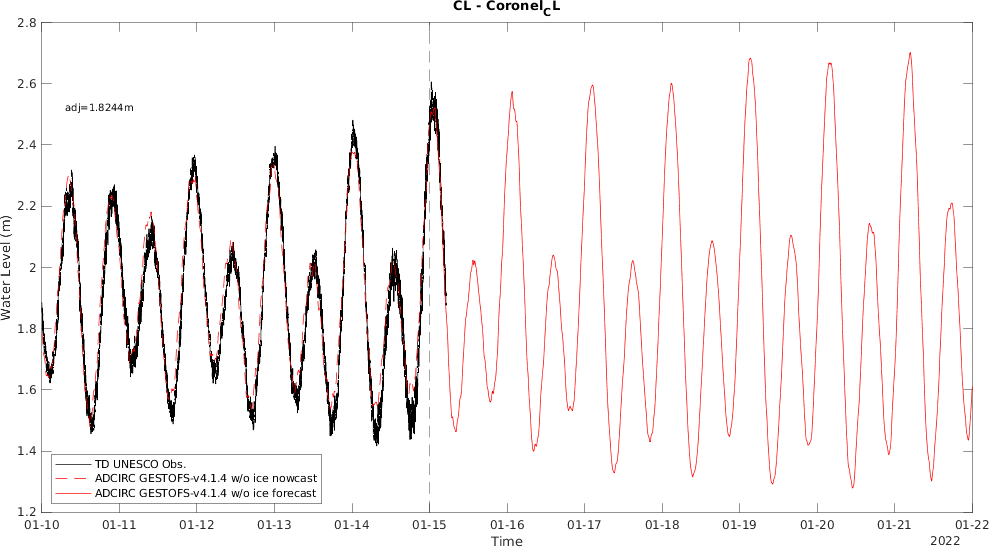 CL - Coronel_CL
2.8
2.6
2.4
2.2
2
1.8
1.6
1.4
1.2
Water Level (m)
adj=1.8244m
TD UNESCO Obs.
ADCIRC GESTOFS-v4.1.4 w/o ice nowcast
ADCIRC GESTOFS-v4.1.4 w/o ice forecast
01-10 01-11 01-12 01-13 01-14 01-15 01-16 01-17 01-18 01-19 01-20 01-21 01-22
Time
2022